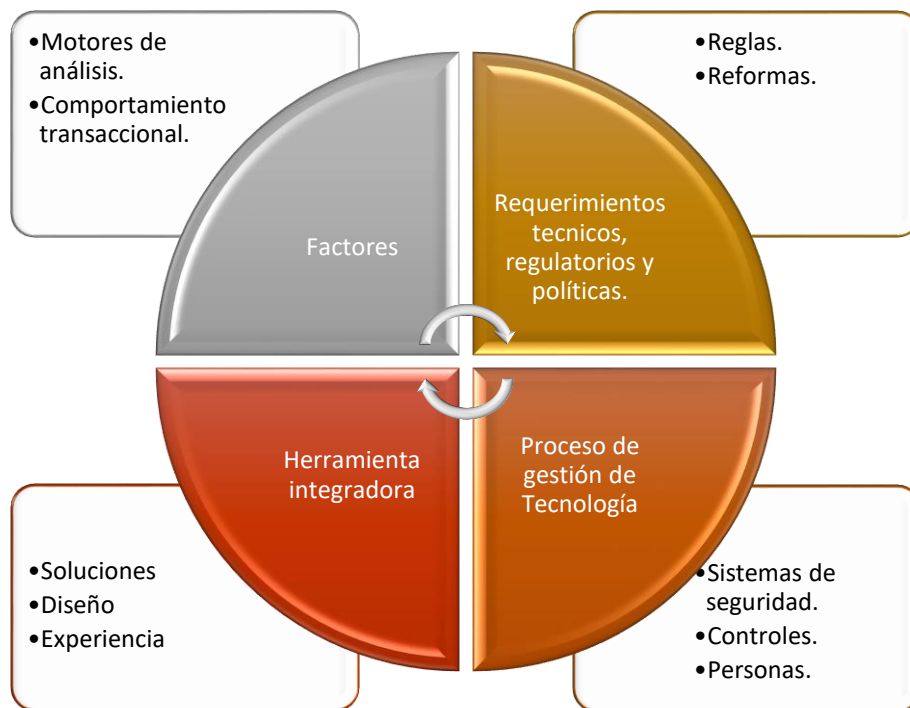 •Motores de
análisis.
•Comportamiento
transaccional.
•Reglas.
•Reformas.
Factores
Requerimientos
tecnicos,
regulatorios y
políticas.
Herramienta
integradora
Proceso de
gestión de
Tecnología
•Soluciones
•Diseño
•Experiencia
•Sistemas de
seguridad.
•Controles.
•Personas.